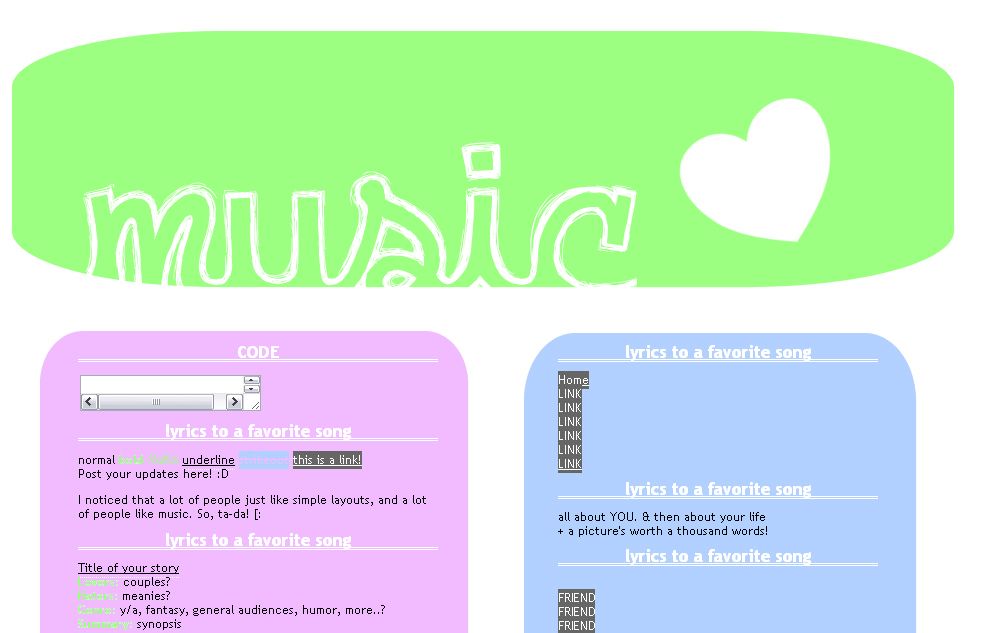 music
CODE
lyrics to a favorite song
normal bold italic underline strikeout this is a link!
Post your updates here! :D
I noticed that a lot of people just like simple layouts, and a lot
of people like music. So, ta-da! [:
lyrics to a favorite song
Title of your story
Lovers: couples?
Haters: meanies?
Genre: y/a, fantasy, general audiences, humor, more..?
Summary: synopsis
lyrics to a favorite song
Home
LINK
LINK
LINK
LINK
LINK
LINK
lyrics to a favorite song
all about YOU. & then about your life
+ a picture's worth a thousand words!
lyrics to a favorite song
FRIEND
FRIEND
FRIEND